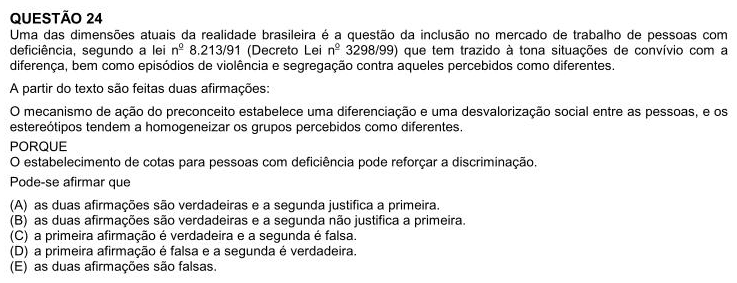 QUESTÃO 24
Uma das dimensões atuais da realidade brasileira é a questão da inclusão no mercado de trabalho de pessoas com
deficiência, segundo a lei nº 8.213/91 (Decreto Lei nº 3298/99) que tem trazido à tona situações de convívio com a
diferença, bem como episódios de violência e segregação contra aqueles percebidos como diferentes.
A partir do texto são feitas duas afirmações:
O mecanismo de ação do preconceito estabelece uma diferenciação e uma desvalorização social entre as pessoas, e os
estereótipos tendem a homogeneizar os grupos percebidos como diferentes.
PORQUE
O estabelecimento de cotas para pessoas com deficiência pode reforçar a discriminação.
Pode-se afirmar que
(A) as duas afirmações são verdadeiras e a segunda justifica a primeira.
(B) as duas afirmações são verdadeiras e a segunda não justifica a primeira.
(C) a primeira afirmação é verdadeira e a segunda é falsa.
(D) a primeira afirmação é falsa e a segunda é verdadeira.
(E) as duas afirmações são falsas.